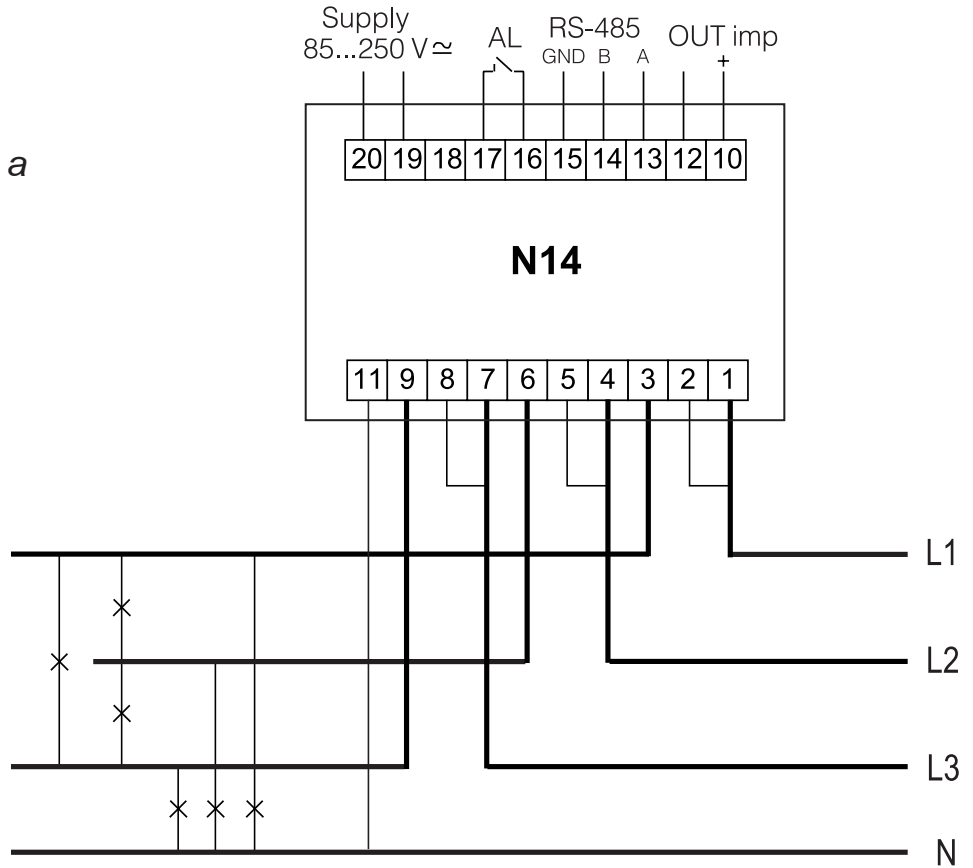 Supply
85...250 V ≃
AL
RS-485
OUT imp
GND B A
+
a
20 19 18 17 16 15 14 13 12 10
N14
11 9 8 7 6 5 4 3 2 1
L1
L2
L3
N